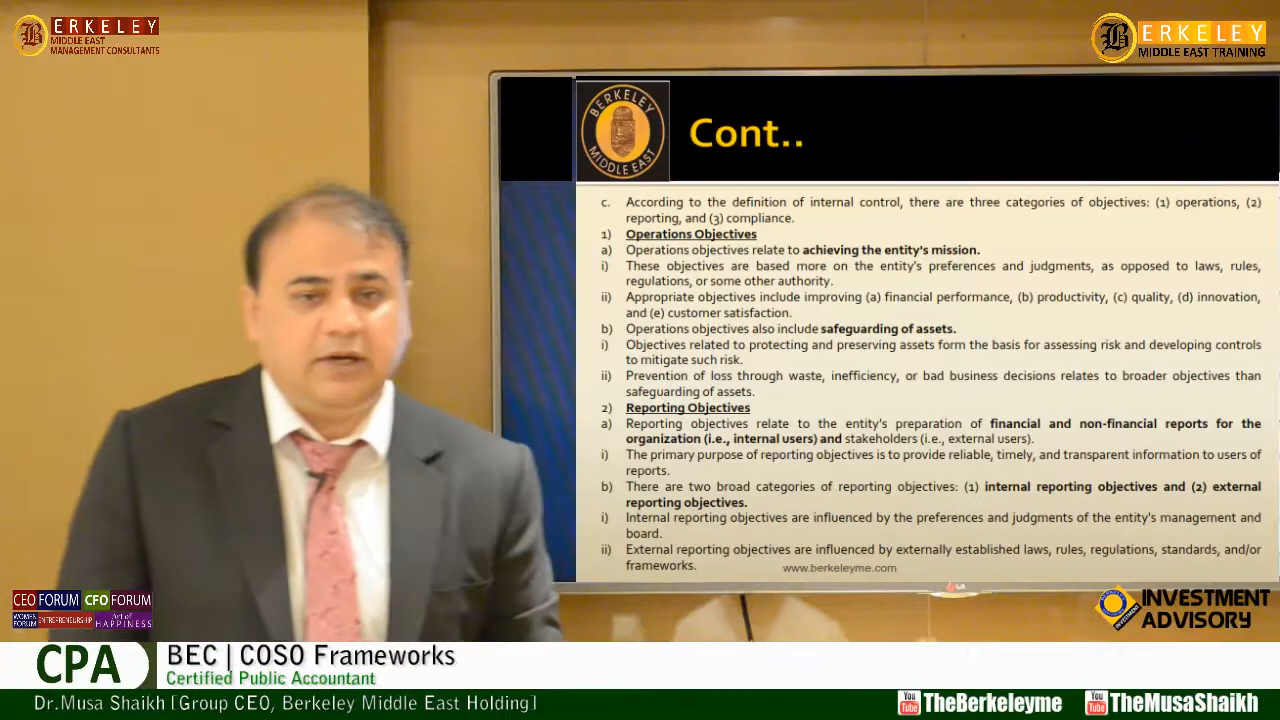 BERKELEY
MIDDLE EAST
MANAGEMENT CONSULTANTS
BERKELEY
MIDDLE EAST TRAINING
BERKELEY
MIDDLE EAST
Cont..
c. According to the definition of internal control, there are three categories of objectives: (1) operations, (2)
reporting, and (3) compliance.
1) Operations Objectives
a) Operations objectives relate to achieving the entity's mission.
i) These objectives are based more on the entity's preferences and judgments, as opposed to laws, rules,
regulations, or some other authority.
ii) Appropriate objectives include improving (a) financial performance, (b) productivity, (c) quality, (d) innovation,
and (e) customer satisfaction.
b) Operations objectives also include safeguarding of assets.
i) Objectives related to protecting and preserving assets form the basis for assessing risk and developing controls
to mitigate such risk.
ii) Prevention of loss through waste, inefficiency, or bad business decisions relates to broader objectives than
safeguarding of assets.
2) Reporting Objectives
a) Reporting objectives relate to the entity's preparation of financial and non-financial reports for the
organization (i.e., internal users) and stakeholders (i.e., external users).
i) The primary purpose of reporting objectives is to provide reliable, timely, and transparent information to users of
reports.
b) There are two broad categories of reporting objectives: (1) internal reporting objectives and (2) external
reporting objectives.
i) Internal reporting objectives are influenced by the preferences and judgments of the entity's management and
board.
ii) External reporting objectives are influenced by externally established laws, rules, regulations, standards, and/or
frameworks.
www.berkeleyme.com
CEO FORUM CFO FORUM
WOMEN FORUM ENTREPRENEURSHIP Art of HAPPINESS
INVESTMENT
ADVISORY
CPA
BEC | COSO Frameworks
Certified Public Accountant
Dr.Musa Shaikh [Group CEO, Berkeley Middle East Holding]
You Tube TheBerkeleyme
You Tube TheMusaShaikh